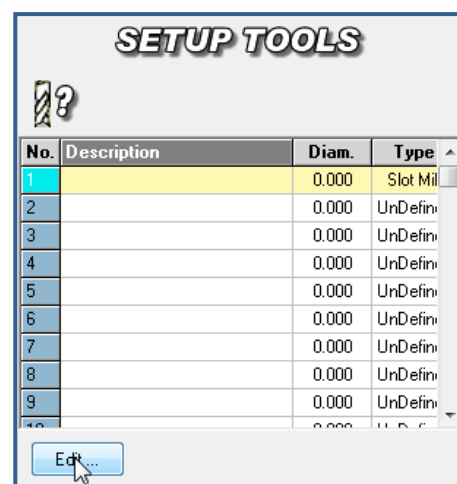 SETUP TOOLS
?
No. Description Diam. Type
1 0.000 Slot Mil
2 0.000 UnDefin
3 0.000 UnDefin
4 0.000 UnDefin
5 0.000 UnDefin
6 0.000 UnDefin
7 0.000 UnDefin
8 0.000 UnDefin
9 0.000 UnDefin
Edit...